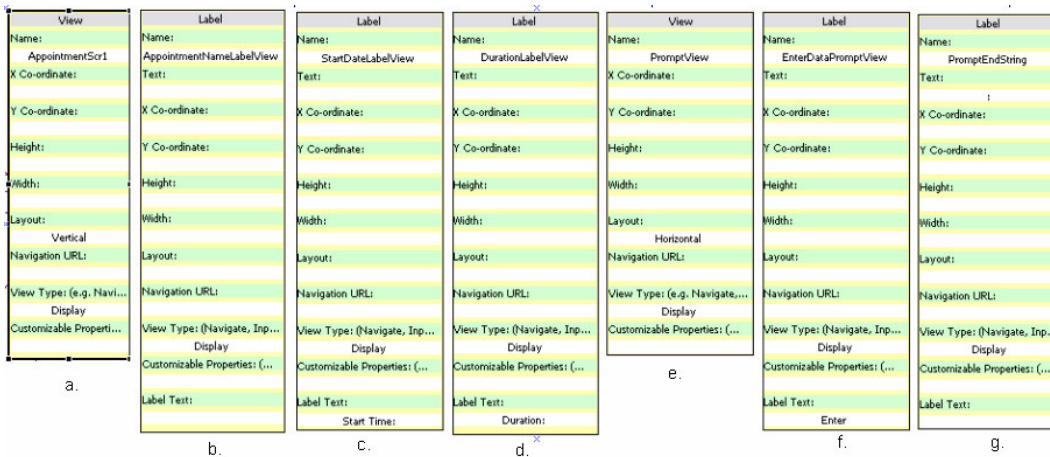 View
Name:
AppointmentScr1
X Co-ordinate:
Y Co-ordinate:
Height:
Width:
Layout:
Vertical
Navigation URL:
View Type: (e.g. Navi...
Display
Customizable Properti...
a.
Label
Name:
AppointmentNameLabelView
Text:
X Co-ordinate:
Y Co-ordinate:
Height:
Width:
Layout:
Navigation URL:
View Type: (Navigate, Inp...
Display
Customizable Properties: (...
Label Text:
b.
Label
Name:
StartDateLabelView
Text:
X Co-ordinate:
Y Co-ordinate:
Height:
Width:
Layout:
Navigation URL:
View Type: (Navigate, Inp...
Display
Customizable Properties: (...
Label Text:
Start Time:
c.
Label
Name:
DurationLabelView
Text:
X Co-ordinate:
Y Co-ordinate:
Height:
Width:
Layout:
Navigation URL:
View Type: (Navigate, Inp...
Display
Customizable Properties: (...
Label Text:
Duration:
d.
View
Name:
PromptView
X Co-ordinate:
Y Co-ordinate:
Height:
Width:
Layout:
Horizontal
Navigation URL:
View Type: (e.g. Navigate,...
Display
Customizable Properties: (...
e.
Label
Name:
EnterDataPromptView
Text:
X Co-ordinate:
Y Co-ordinate:
Height:
Width:
Layout:
Navigation URL:
View Type: (Navigate, Inp...
Display
Customizable Properties: (...
Label Text:
Enter
f.
Label
Name:
PromptEndString
Text:
X Co-ordinate:
Y Co-ordinate:
Height:
Width:
Layout:
Navigation URL:
View Type: (Navigate, Inp...
Display
Customizable Properties: (...
Label Text:
g.